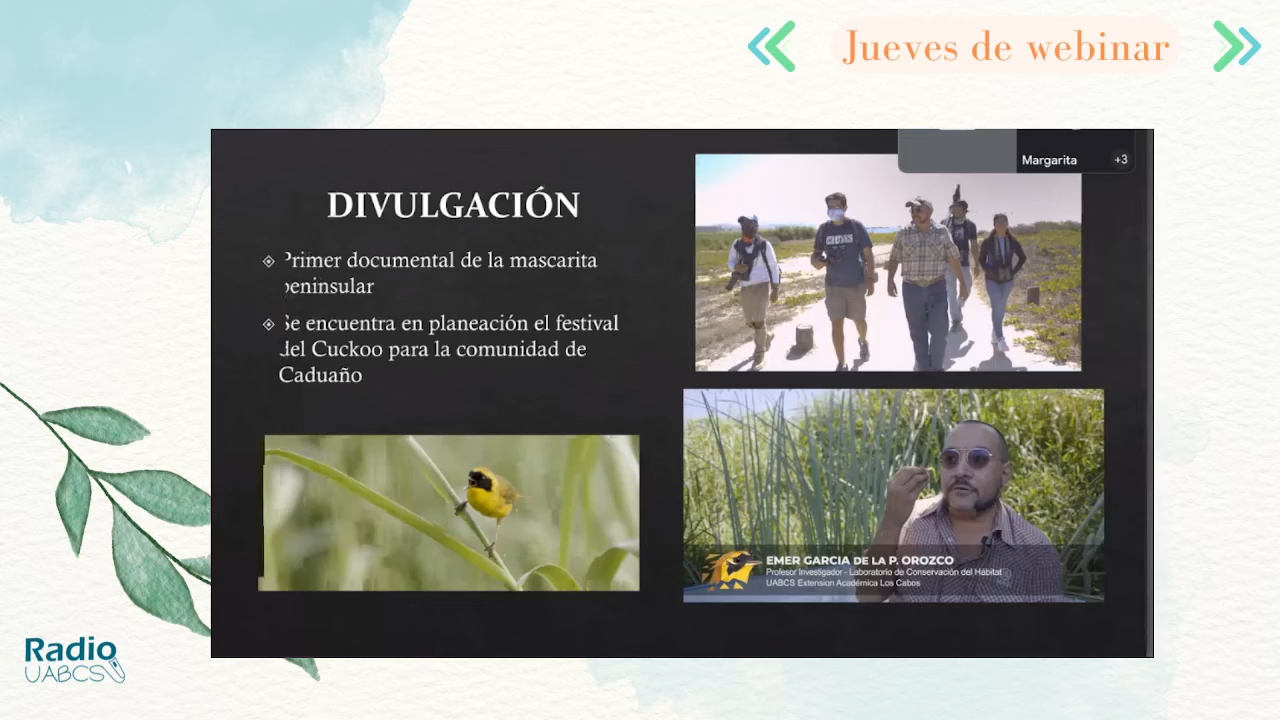 Jueves de webinar
Margarita
+3
DIVULGACIÓN
Primer documental de la mascarita
peninsular
Se encuentra en planeación el festival
del Cuckoo para la comunidad de
Caduaño
EMER GARCIA DE LA P. OROZCO
Profesor Investigador - Laboratorio de Conservación del Hábitat
UABCS Extension Académica Los Cabos
Radio
UABCS